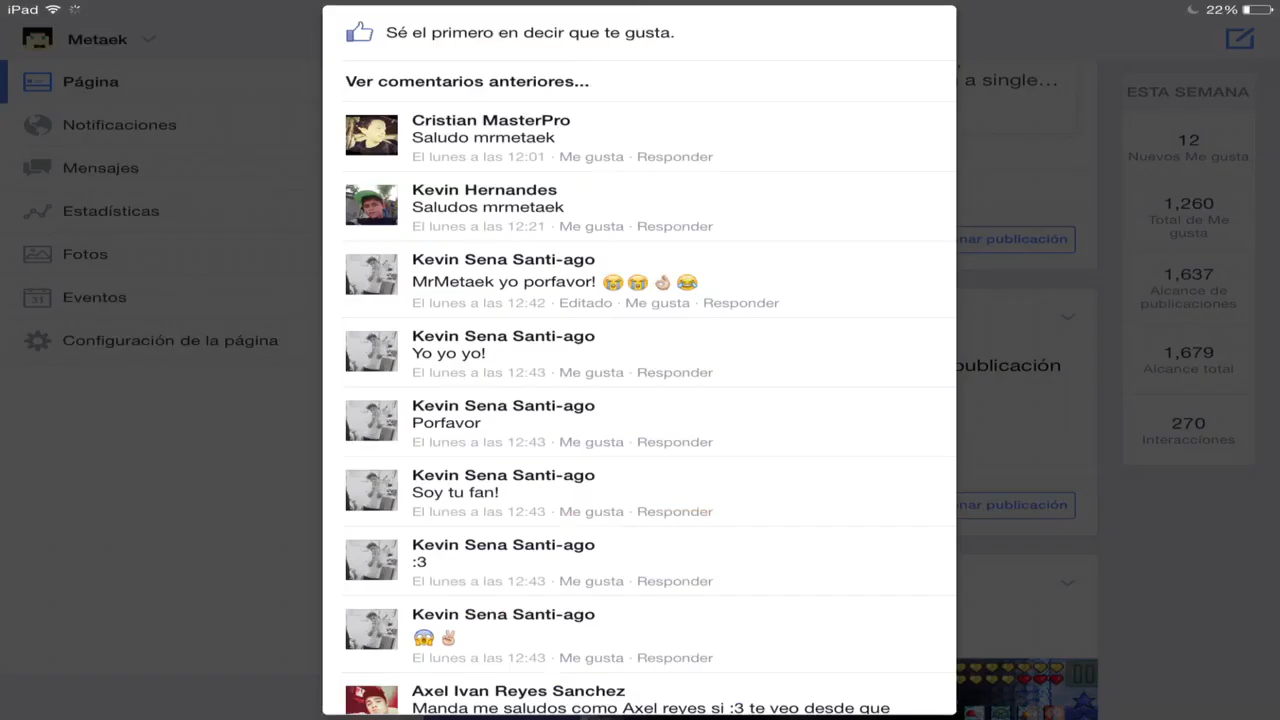 iPad
22%
Metaek
Página
Notificaciones
Mensajes
Estadísticas
Fotos
31
Eventos
Configuración de la página
Sé el primero en decir que te gusta.
Ver comentarios anteriores...
Cristian MasterPro
Saludo mrmetaek
El lunes a las 12:01 · Me gusta · Responder
Kevin Hernandes
Saludos mrmetaek
El lunes a las 12:21 · Me gusta · Responder
Kevin Sena Santi-ago
MrMetaek yo porfavor! 😭😭👌😂
El lunes a las 12:42 · Editado · Me gusta · Responder
Kevin Sena Santi-ago
Yo yo yo!
El lunes a las 12:43 · Me gusta · Responder
Kevin Sena Santi-ago
Porfavor
El lunes a las 12:43 · Me gusta · Responder
Kevin Sena Santi-ago
Soy tu fan!
El lunes a las 12:43 · Me gusta · Responder
Kevin Sena Santi-ago
:3
El lunes a las 12:43 · Me gusta · Responder
Kevin Sena Santi-ago
😱✌
El lunes a las 12:43 · Me gusta · Responder
Axel Ivan Reyes Sanchez
Manda me saludos como Axel reyes si :3 te veo desde que
a single...
nar publicación
publicación
nar publicación
ESTA SEMANA
12
Nuevos Me gusta
1,260
Total de Me
gusta
1,637
Alcance de
publicaciones
1,679
Alcance total
270
Interacciones